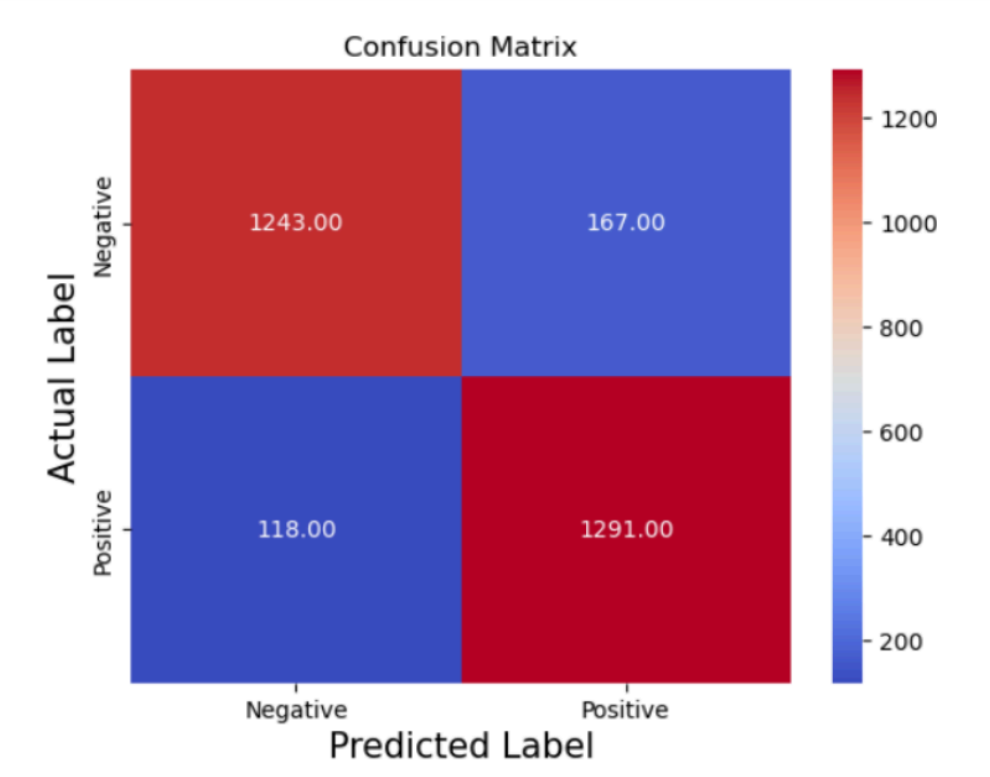 Confusion Matrix
Actual Label
Negative
Positive
1243.00 167.00
118.00 1291.00
Negative Positive
Predicted Label
1200
1000
800
600
400
200